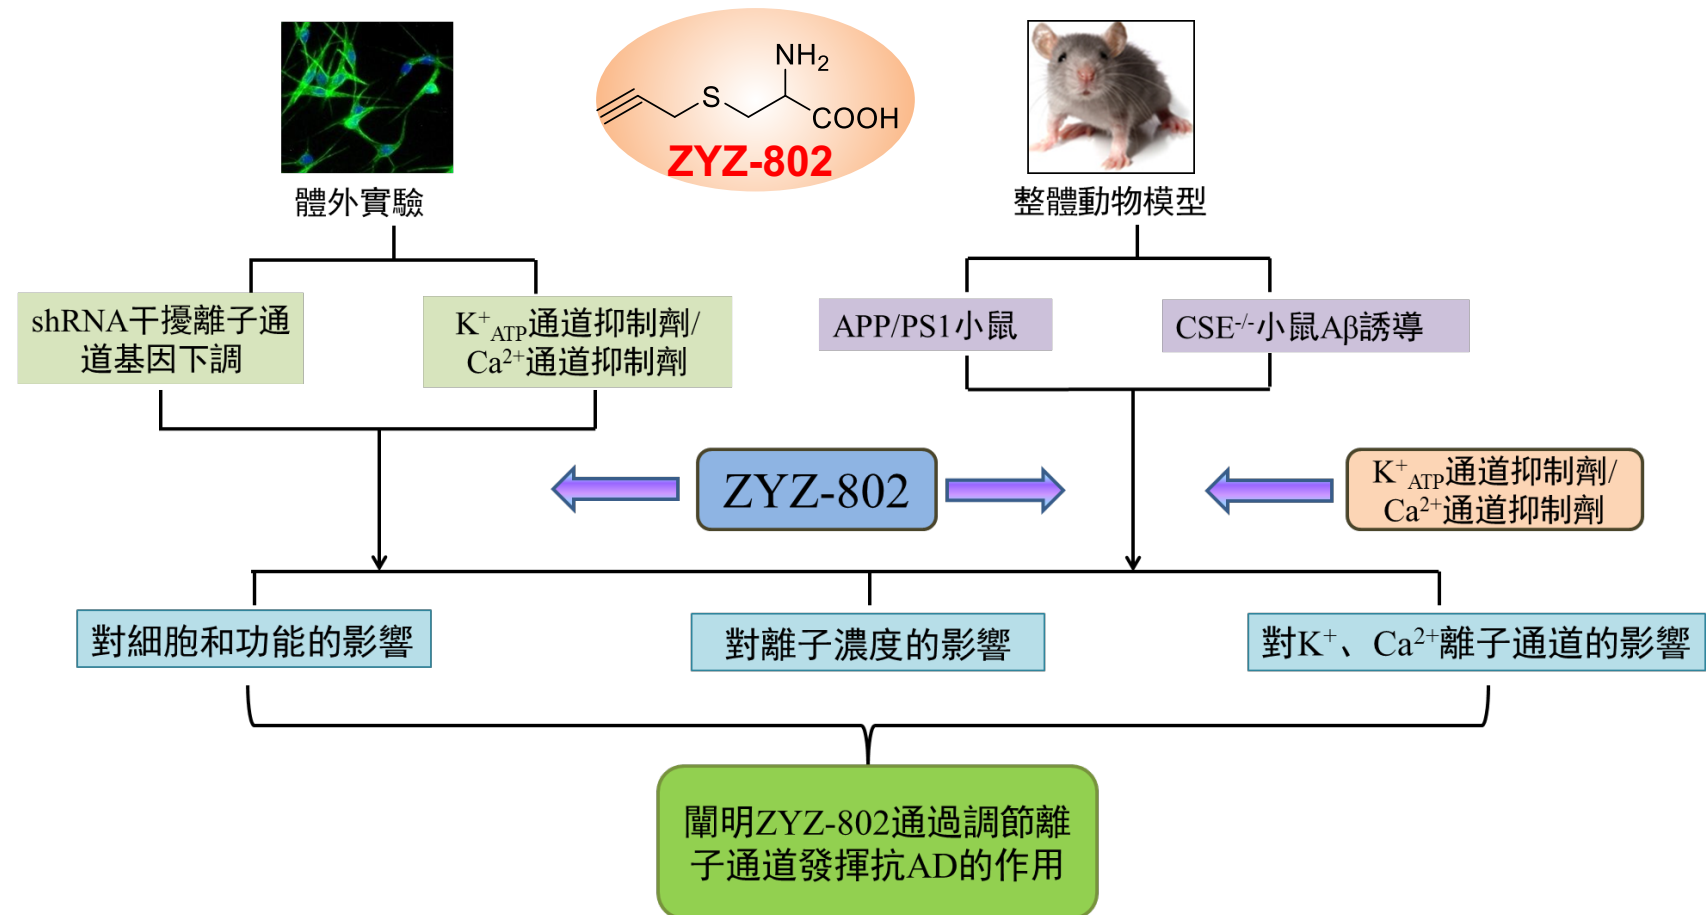 NH₂
S
COOH
ZYZ-802
體外實驗
整體動物模型
shRNA干擾離子通
道基因下調
K⁺ATP通道抑制劑/
Ca²⁺通道抑制劑
APP/PS1小鼠
CSE⁻/⁻小鼠Aβ誘導
ZYZ-802
K⁺ATP通道抑制劑/
Ca²⁺通道抑制劑
對細胞和功能的影響
對離子濃度的影響
對K⁺、Ca²⁺離子通道的影響
闡明ZYZ-802通過調節離
子通道發揮抗AD的作用